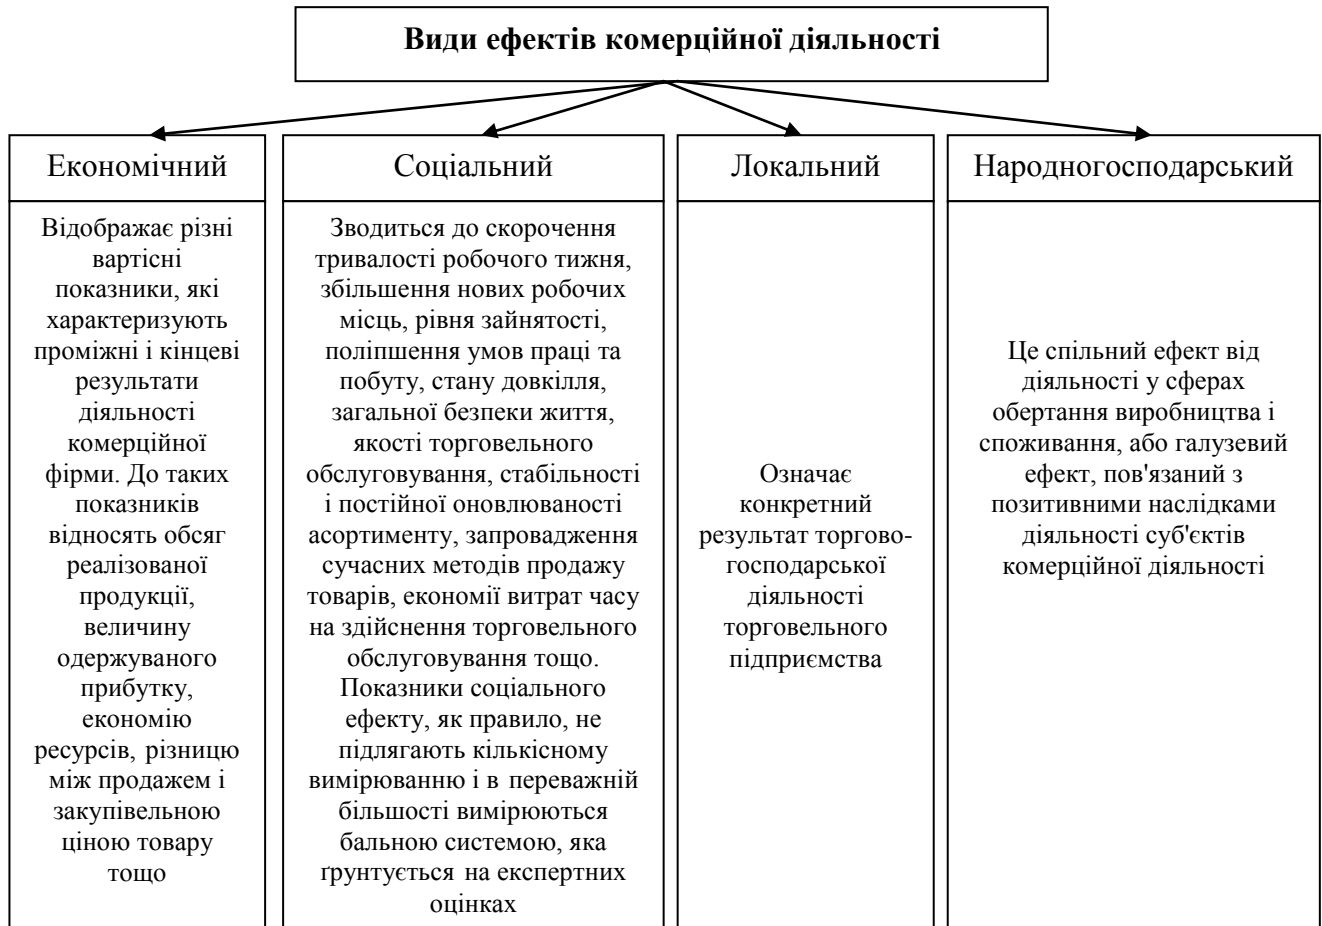 Види ефектів комерційної діяльності
Економічний
Відображає різні
вартісні
показники, які
характеризують
проміжні і кінцеві
результати
діяльності
комерційної
фірми. До таких
показників
відносять обсяг
реалізованої
продукції,
величину
одержуваного
прибутку,
економію
ресурсів, різницю
між продажем і
закупівельною
ціною товару
тощо
Соціальний
Зводиться до скорочення
тривалості робочого тижня,
збільшення нових робочих
місць, рівня зайнятості,
поліпшення умов праці та
побуту, стану довкілля,
загальної безпеки життя,
якості торговельного
обслуговування, стабільності
і постійної оновлюваності
асортименту, запровадження
сучасних методів продажу
товарів, економії витрат часу
на здійснення торговельного
обслуговування тощо.
Показники соціального
ефекту, як правило, не
підлягають кількісному
вимірюванню і в переважній
більшості вимірюються
бальною системою, яка
ґрунтується на експертних
оцінках
Локальний
Означає
конкретний
результат торгово-
господарської
діяльності
торговельного
підприємства
Народногосподарський
Це спільний ефект від
діяльності у сферах
обертання виробництва і
споживання, або галузевий
ефект, пов'язаний з
позитивними наслідками
діяльності суб'єктів
комерційної діяльності